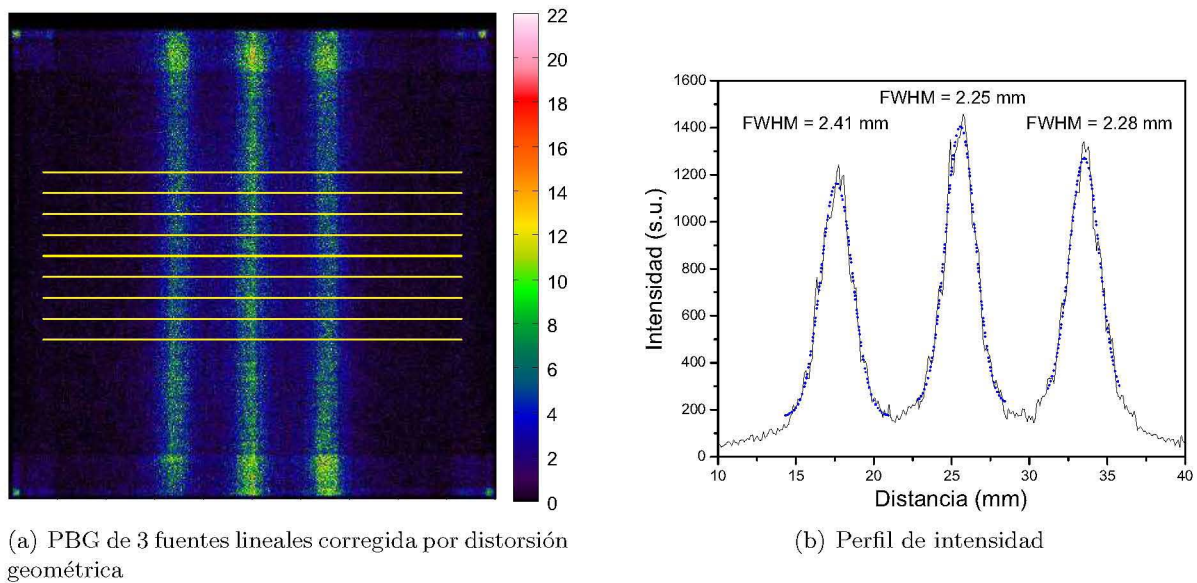 22
20
18
16
14
12
10
8
6
4
2
0
(a) PBG de 3 fuentes lineales corregida por distorsión
geométrica
1600
1400
1200
1000
800
600
400
200
0
Intensidad (s.u.)
FWHM = 2.25 mm
FWHM = 2.41 mm
FWHM = 2.28 mm
10 15 20 25 30 35 40
Distancia (mm)
(b) Perfil de intensidad